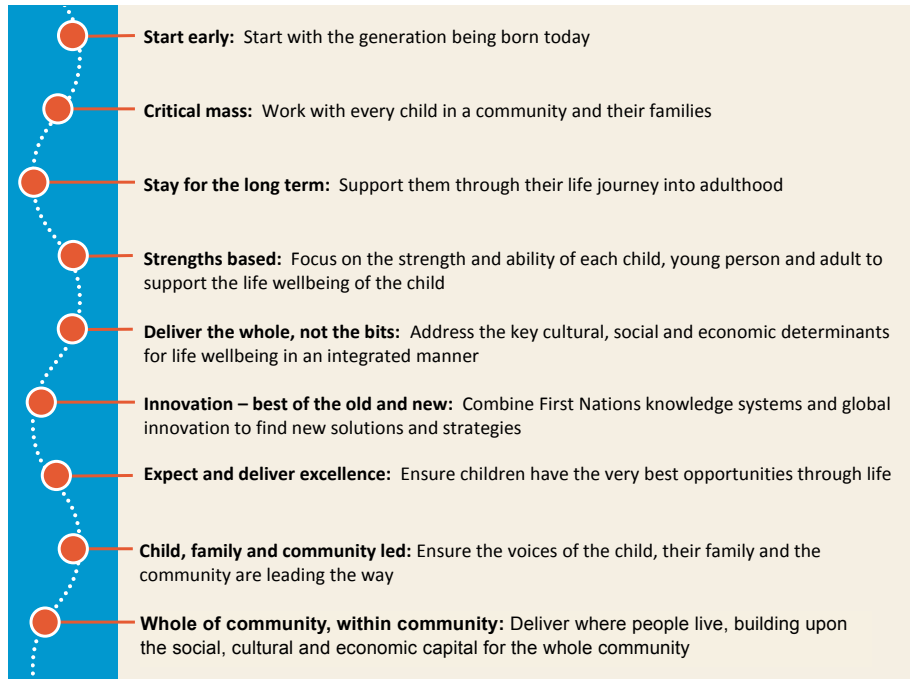 Start early: Start with the generation being born today
Critical mass: Work with every child in a community and their families
Stay for the long term: Support them through their life journey into adulthood
Strengths based: Focus on the strength and ability of each child, young person and adult to
support the life wellbeing of the child
Deliver the whole, not the bits: Address the key cultural, social and economic determinants
for life wellbeing in an integrated manner
Innovation – best of the old and new: Combine First Nations knowledge systems and global
innovation to find new solutions and strategies
Expect and deliver excellence: Ensure children have the very best opportunities through life
Child, family and community led: Ensure the voices of the child, their family and the
community are leading the way
Whole of community, within community: Deliver where people live, building upon
the social, cultural and economic capital for the whole community